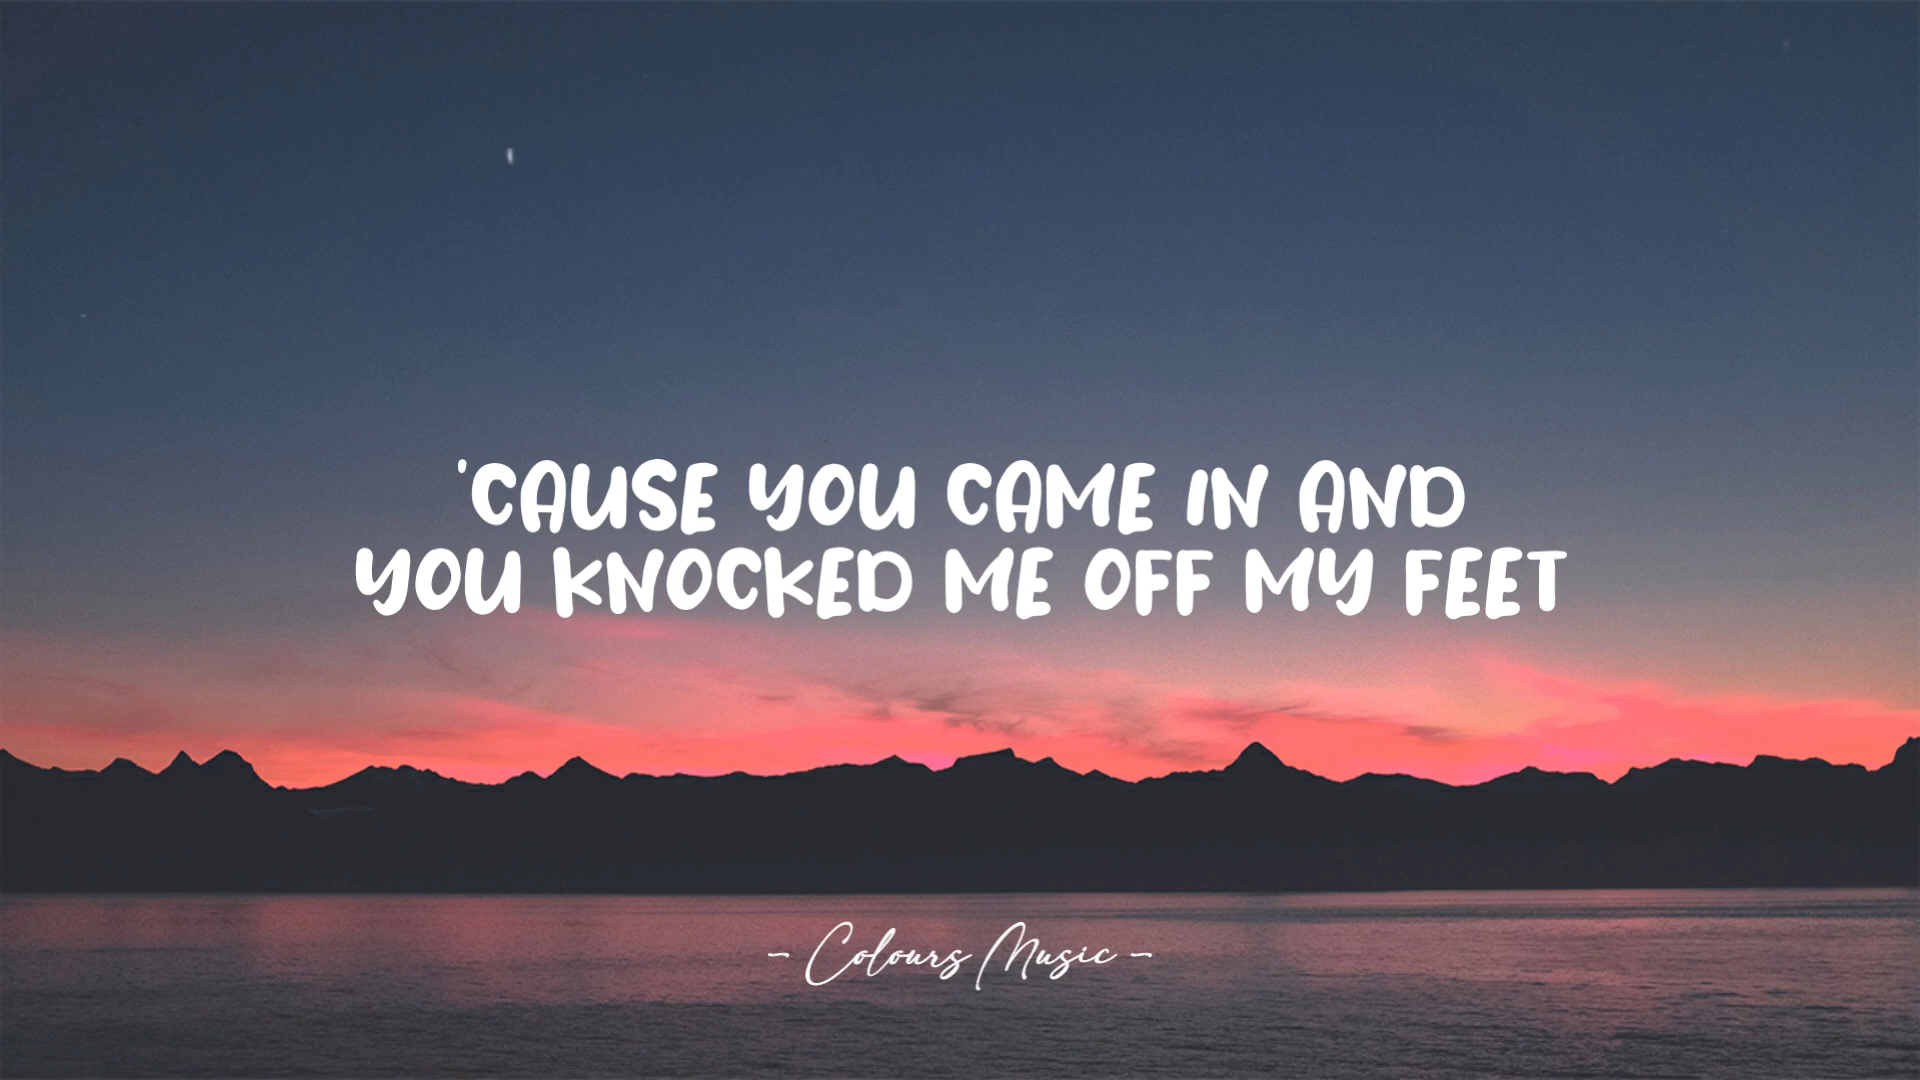 'CAUSE YOU CAME IN AND
YOU KNOCKED ME OFF MY FEET
- Colours Music -